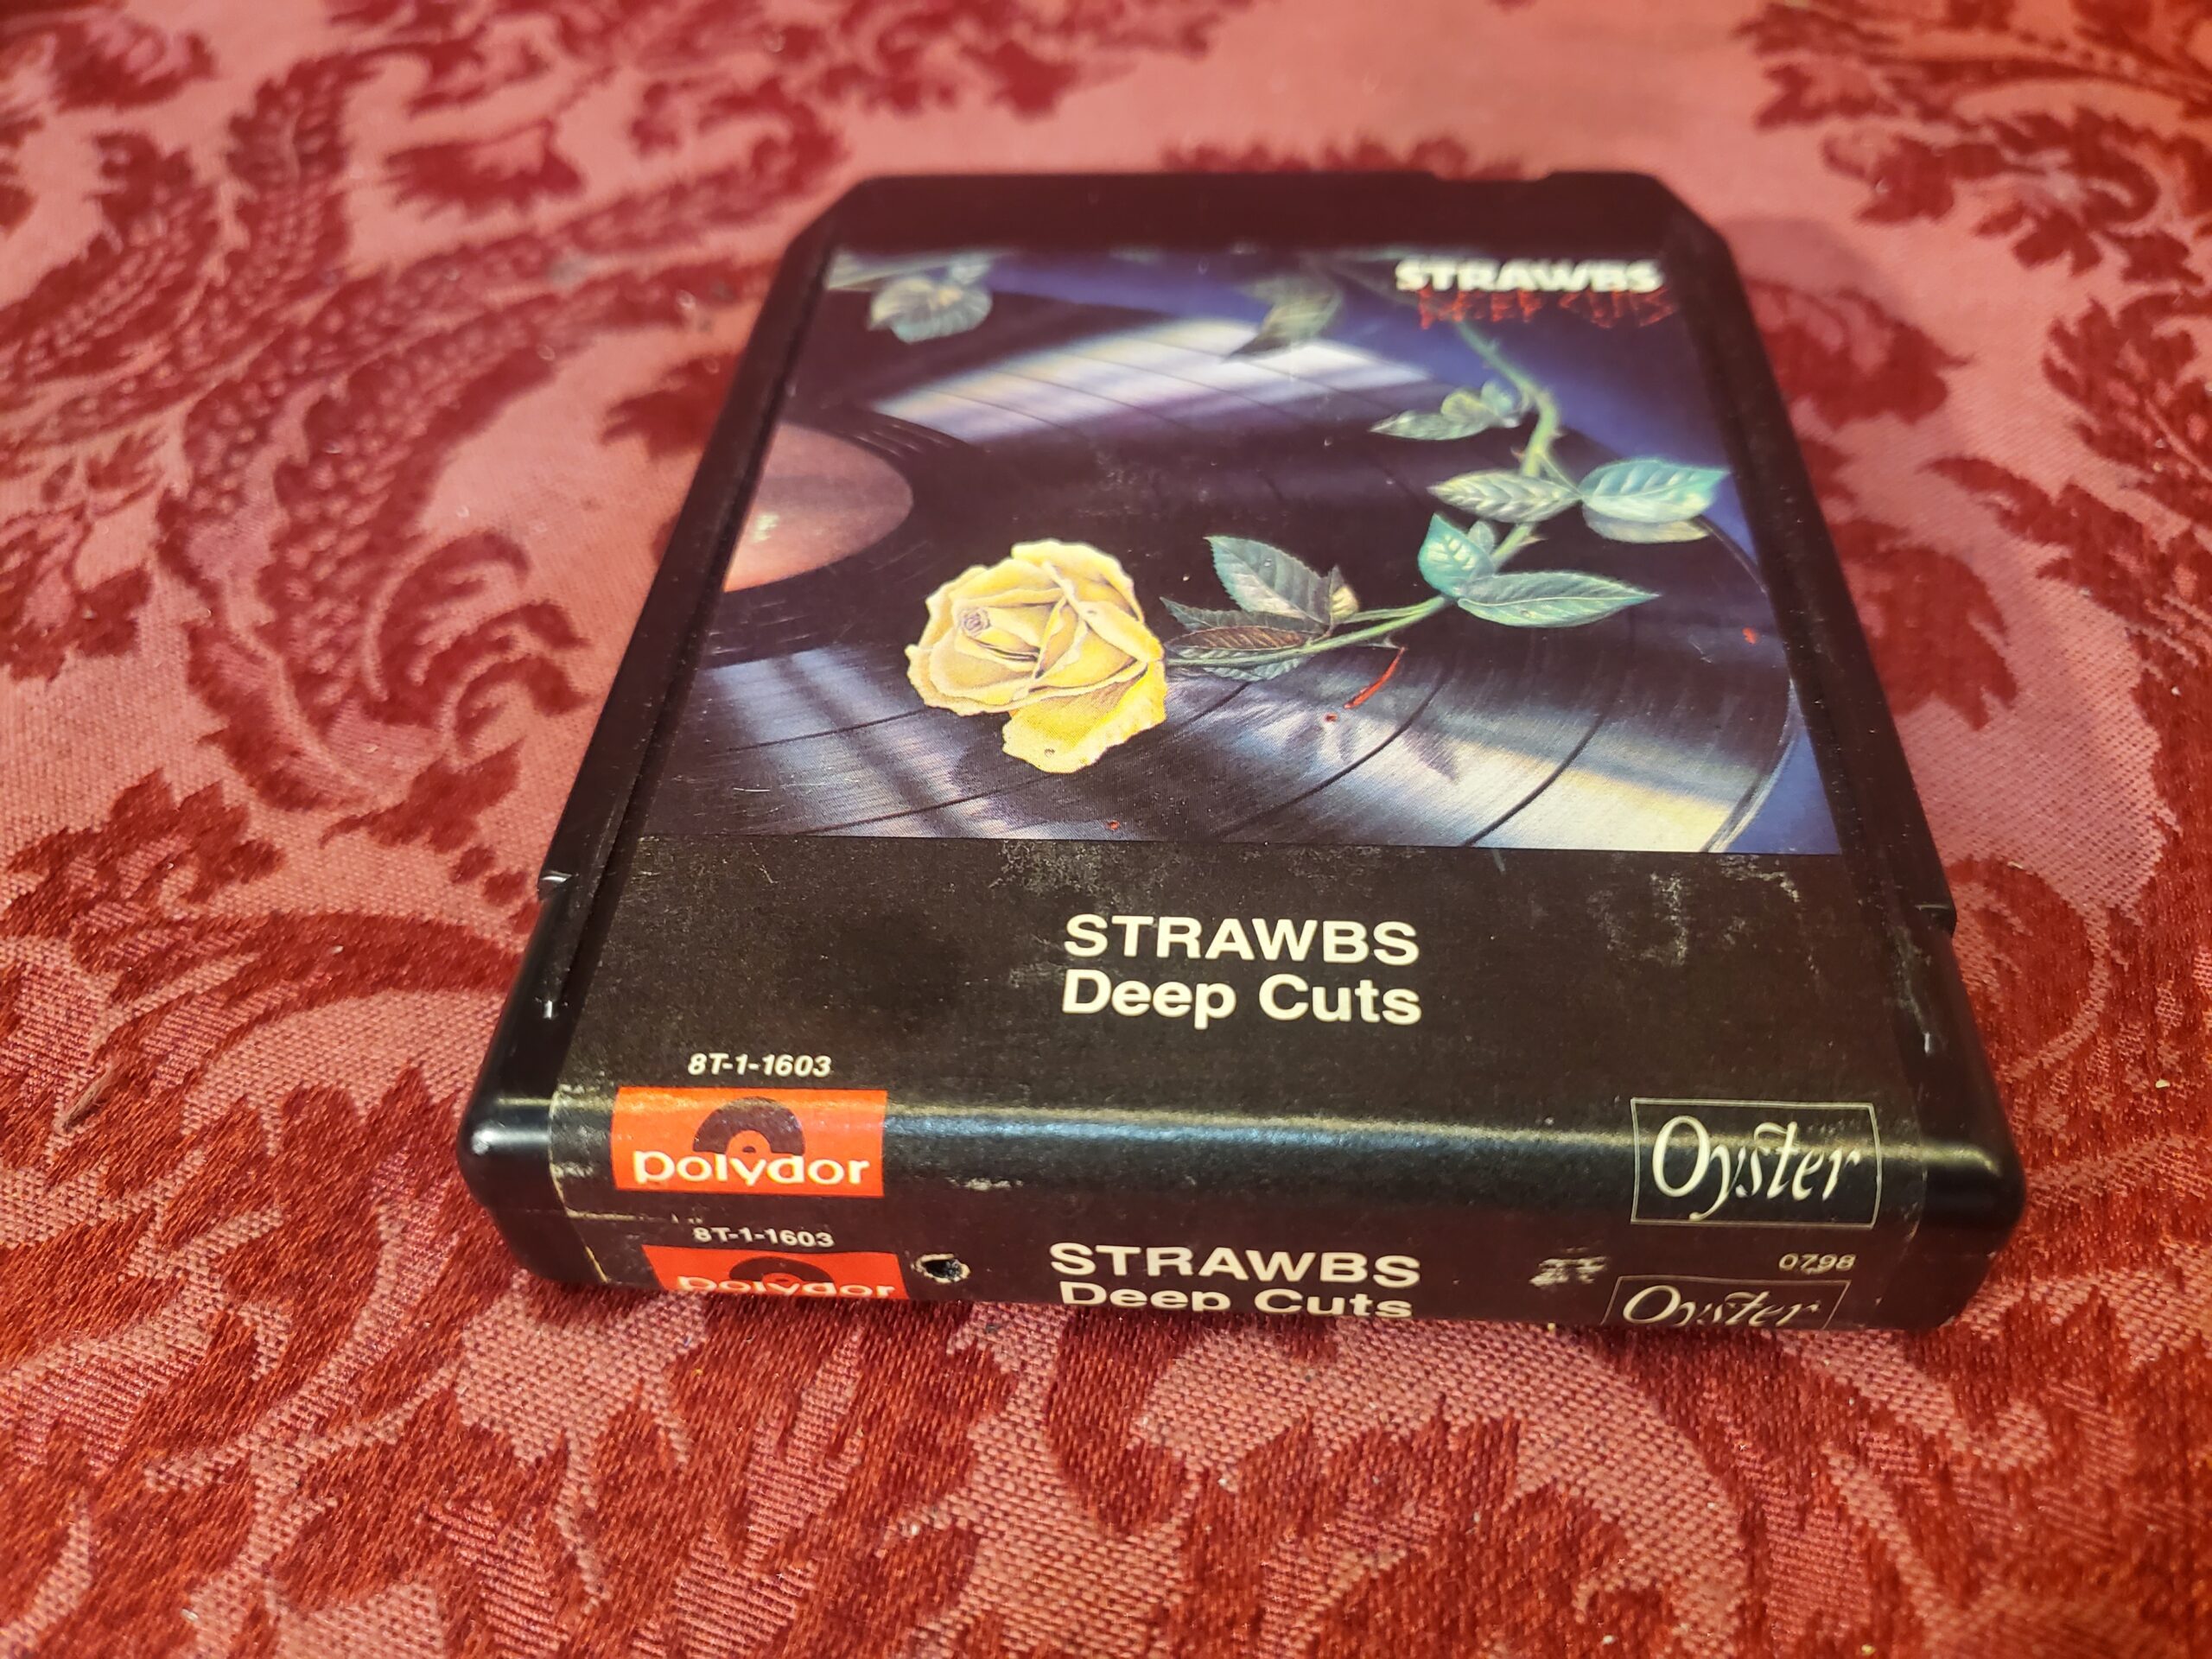 STRAWBS
DEEP CUTS
STRAWBS
Deep Cuts
8T-1-1603
polydor
Oyster
8T-1-1603
polydor
STRAWBS
Deep Cuts
0798
Oyster